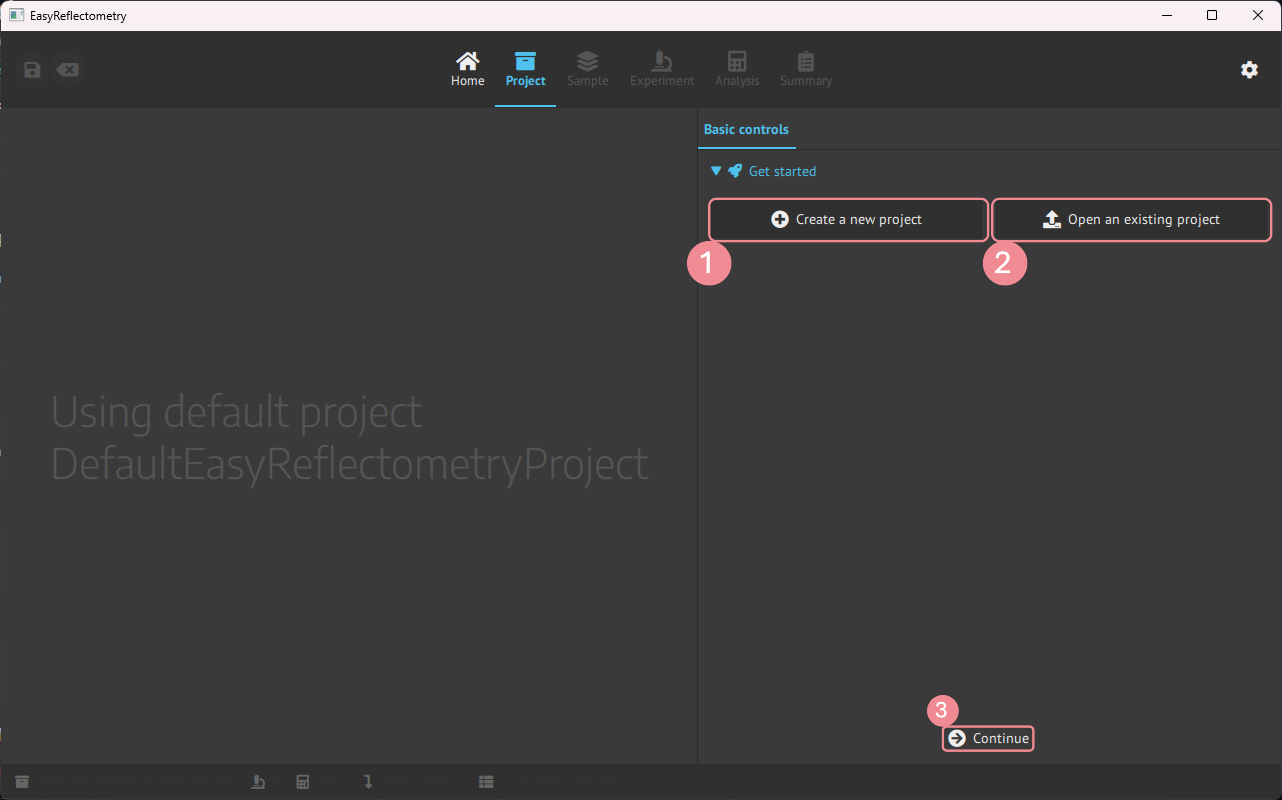 EasyReflectometry
Home
Project
Sample
Experiment
Analysis
Summary
Basic controls
Get started
Create a new project
Open an existing project
1
2
Using default project
DefaultEasyReflectometryProject
3
Continue